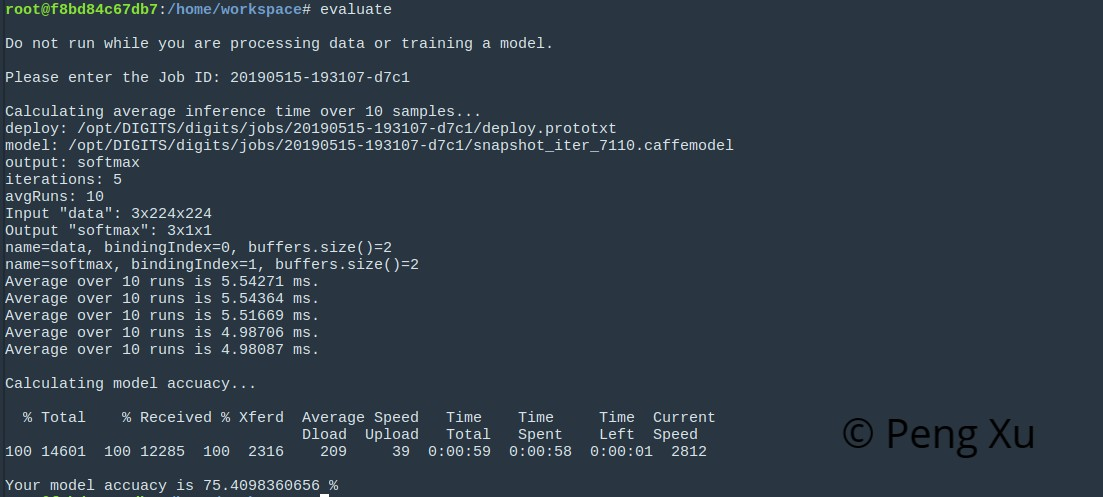 root@f8bd84c67db7:/home/workspace# evaluate
Do not run while you are processing data or training a model.
Please enter the Job ID: 20190515-193107-d7c1
Calculating average inference time over 10 samples...
deploy: /opt/DIGITS/digits/jobs/20190515-193107-d7c1/deploy.prototxt
model: /opt/DIGITS/digits/jobs/20190515-193107-d7c1/snapshot_iter_7110.caffemodel
output: softmax
iterations: 5
avgRuns: 10
Input "data": 3x224x224
Output "softmax": 3x1x1
name=data, bindingIndex=0, buffers.size()=2
name=softmax, bindingIndex=1, buffers.size()=2
Average over 10 runs is 5.54271 ms.
Average over 10 runs is 5.54364 ms.
Average over 10 runs is 5.51669 ms.
Average over 10 runs is 4.98706 ms.
Average over 10 runs is 4.98087 ms.
Calculating model accuacy...
% Total    % Received % Xferd  Average Speed   Time    Time     Time  Current
Dload  Upload   Total   Spent    Left  Speed
100 14601  100 12285  100  2316    209     39  0:00:59  0:00:58  0:00:01  2812
© Peng Xu
Your model accuacy is 75.4098360656 %